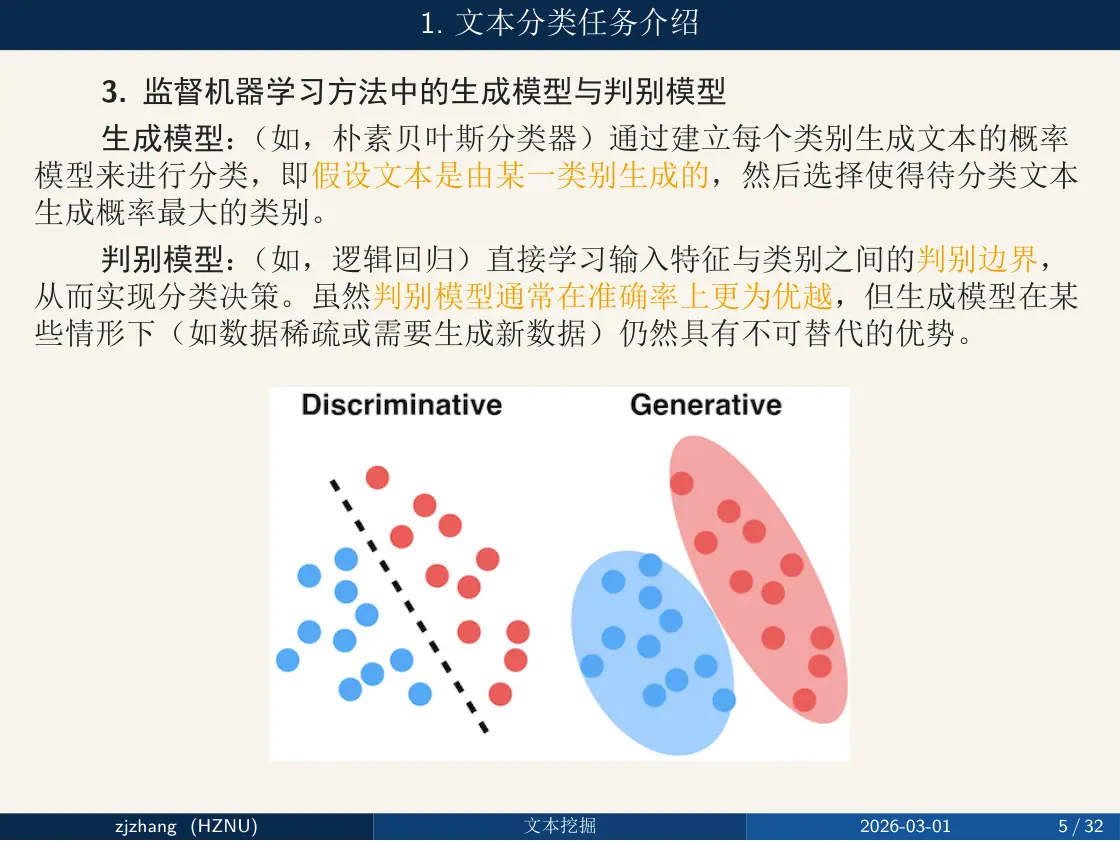 1. 文本分类任务介绍
3. 监督机器学习方法中的生成模型与判别模型
生成模型:（如，朴素贝叶斯分类器）通过建立每个类别生成文本的概率
模型来进行分类，即假设文本是由某一类别生成的，然后选择使得待分类文本
生成概率最大的类别。
判别模型:（如，逻辑回归）直接学习输入特征与类别之间的判别边界，
从而实现分类决策。虽然判别模型通常在准确率上更为优越，但生成模型在某
些情形下（如数据稀疏或需要生成新数据）仍然具有不可替代的优势。
Discriminative Generative
zjzhang (HZNU) 文本挖掘 2026-03-01 5 / 32